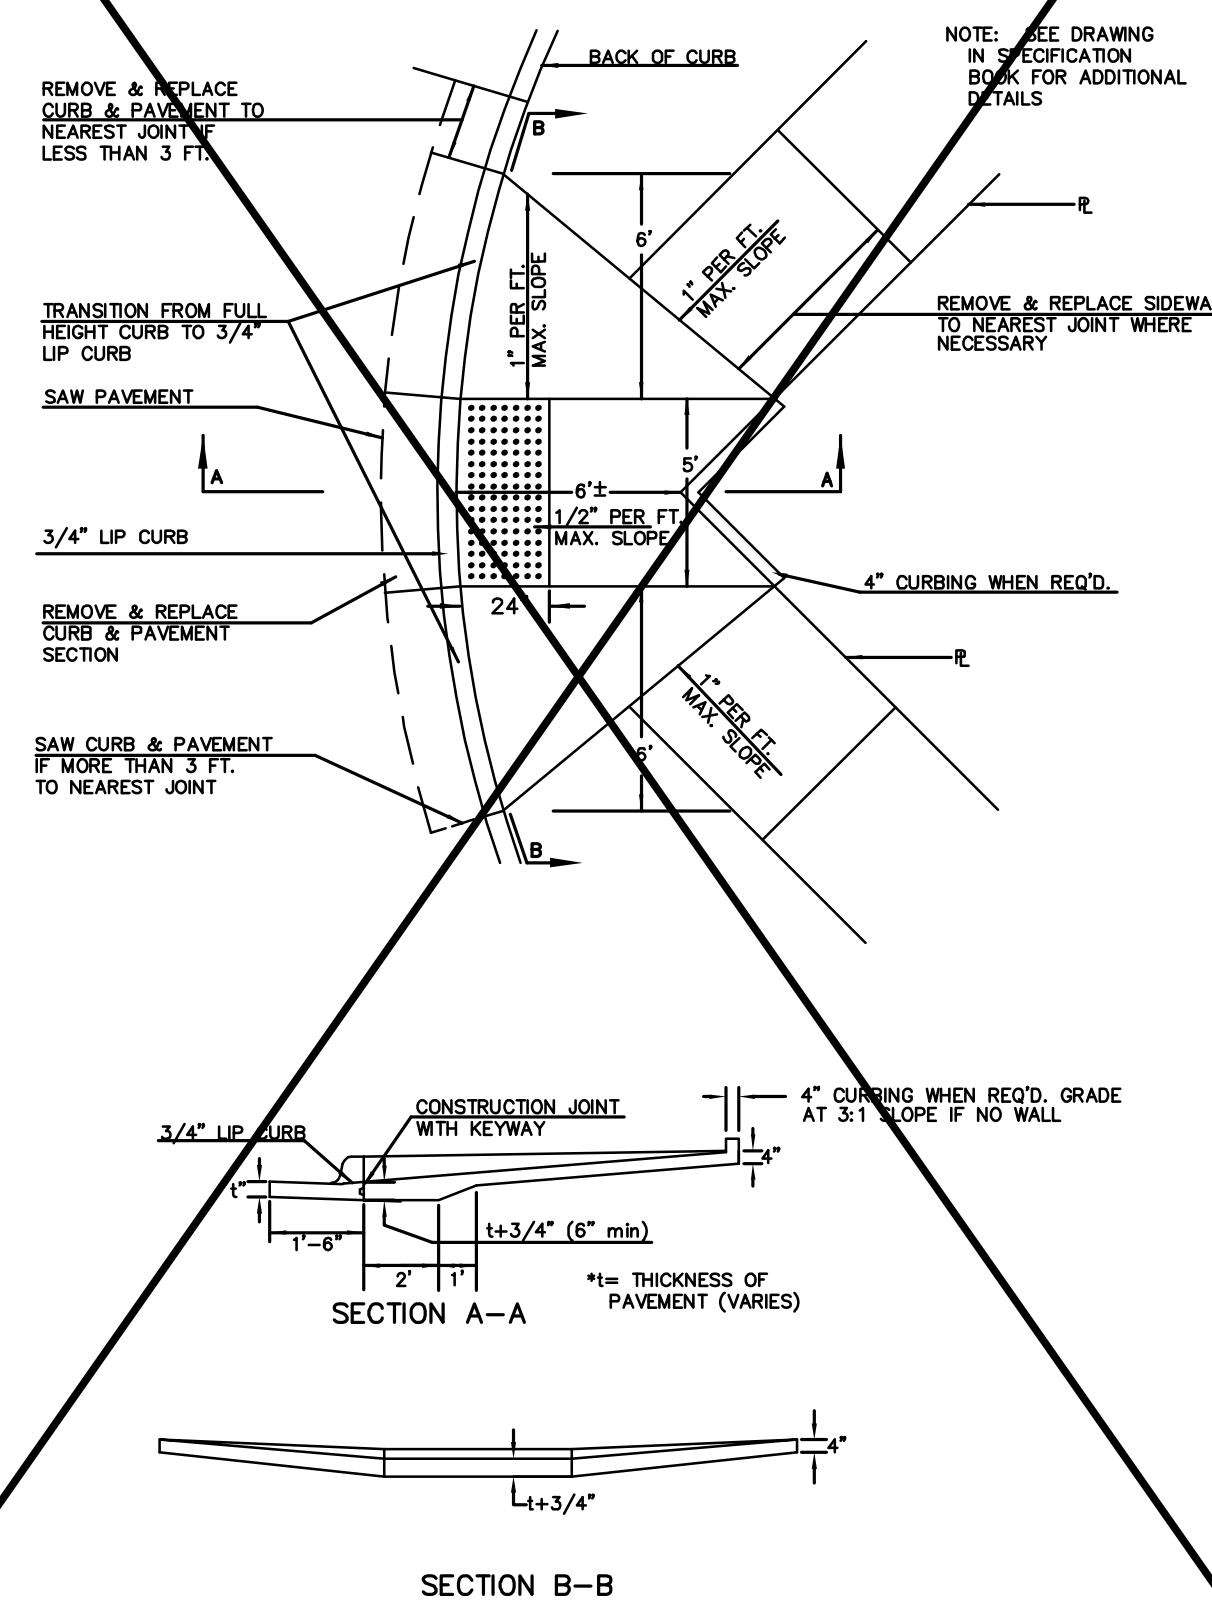 NOTE: SEE DRAWING
IN SPECIFICATION
BOOK FOR ADDITIONAL
DETAILS
BACK OF CURB
REMOVE & REPLACE
CURB & PAVEMENT TO
NEAREST JOINT IF
LESS THAN 3 FT.
B
PL
6'
1" PER FT.
MAX. SLOPE
1" PER FT.
MAX. SLOPE
TRANSITION FROM FULL
HEIGHT CURB TO 3/4"
LIP CURB
REMOVE & REPLACE SIDEWA
TO NEAREST JOINT WHERE
NECESSARY
SAW PAVEMENT
A
5'
A
6'±
1/2" PER FT.
MAX. SLOPE
3/4" LIP CURB
4" CURBING WHEN REQ'D.
24"
REMOVE & REPLACE
CURB & PAVEMENT
SECTION
PL
1" PER FT.
MAX. SLOPE
SAW CURB & PAVEMENT
IF MORE THAN 3 FT.
TO NEAREST JOINT
6'
B
4" CURBING WHEN REQ'D. GRADE
AT 3:1 SLOPE IF NO WALL
CONSTRUCTION JOINT
WITH KEYWAY
3/4" LIP CURB
4"
t"
t+3/4" (6" min)
1'-6"
2'
1'
*t= THICKNESS OF
PAVEMENT (VARIES)
SECTION A-A
4"
t+3/4"
SECTION B-B